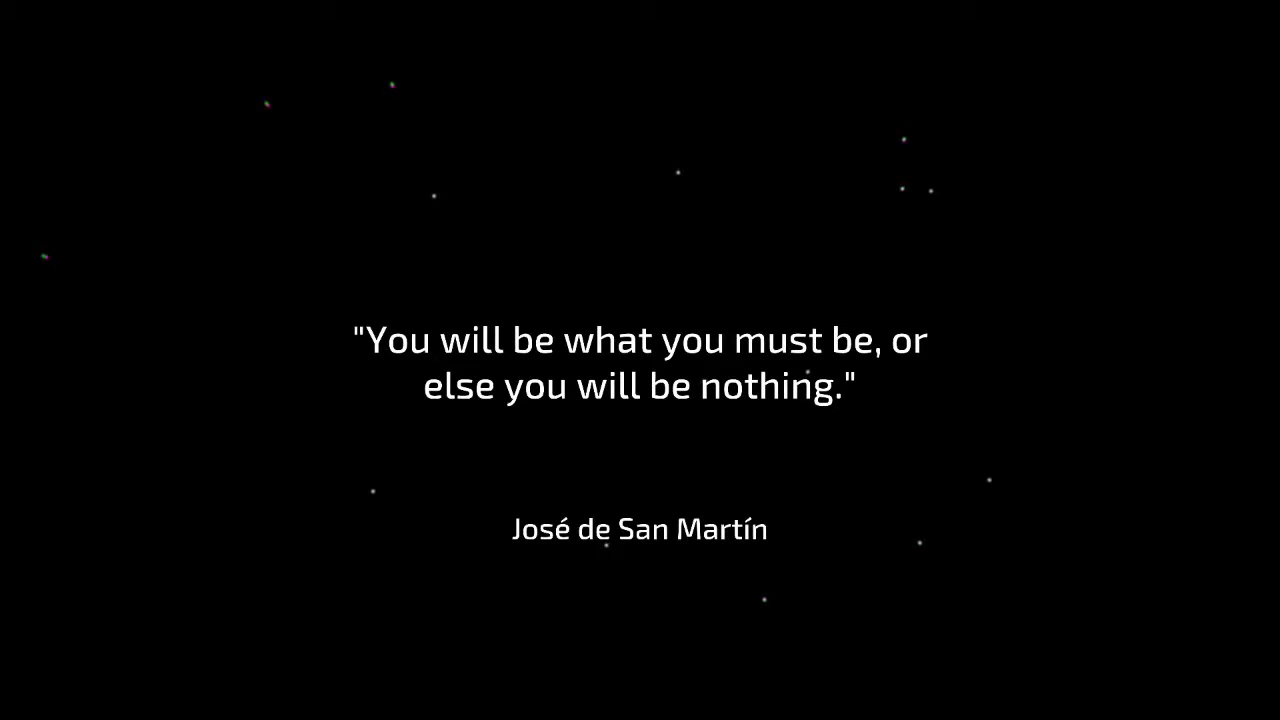 "You will be what you must be, or
else you will be nothing."
José de San Martín